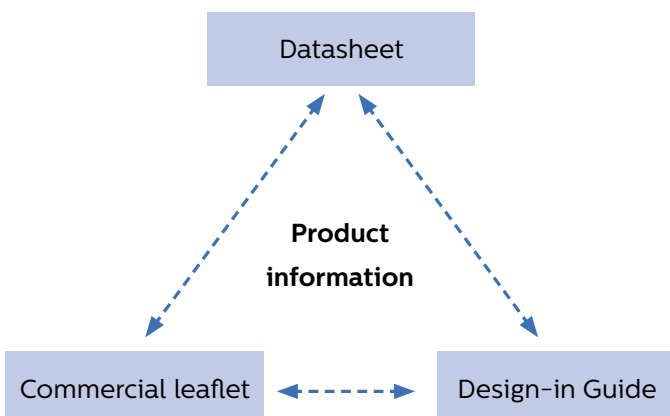 Datasheet
Product
information
Commercial leaflet
Design-in Guide